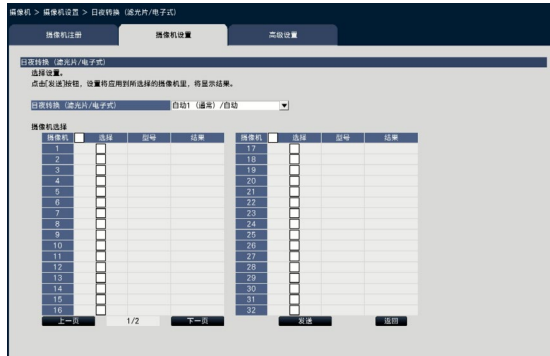 摄像机 > 摄像机设置 > 日夜转换（滤光片/电子式）
摄像机注册 摄像机设置 高级设置
日夜转换（滤光片/电子式）
选择设置。
点击[发送]按钮，设置将应用到所选择的摄像机里，将显示结果。
日夜转换（滤光片/电子式） 自动1（通常）/自动
摄像机选择
摄像机 选择 型号 结果 摄像机 选择 型号 结果
1 17
2 18
3 19
4 20
5 21
6 22
7 23
8 24
9 25
10 26
11 27
12 28
13 29
14 30
15 31
16 32
上一页 1/2 下一页 发送 返回